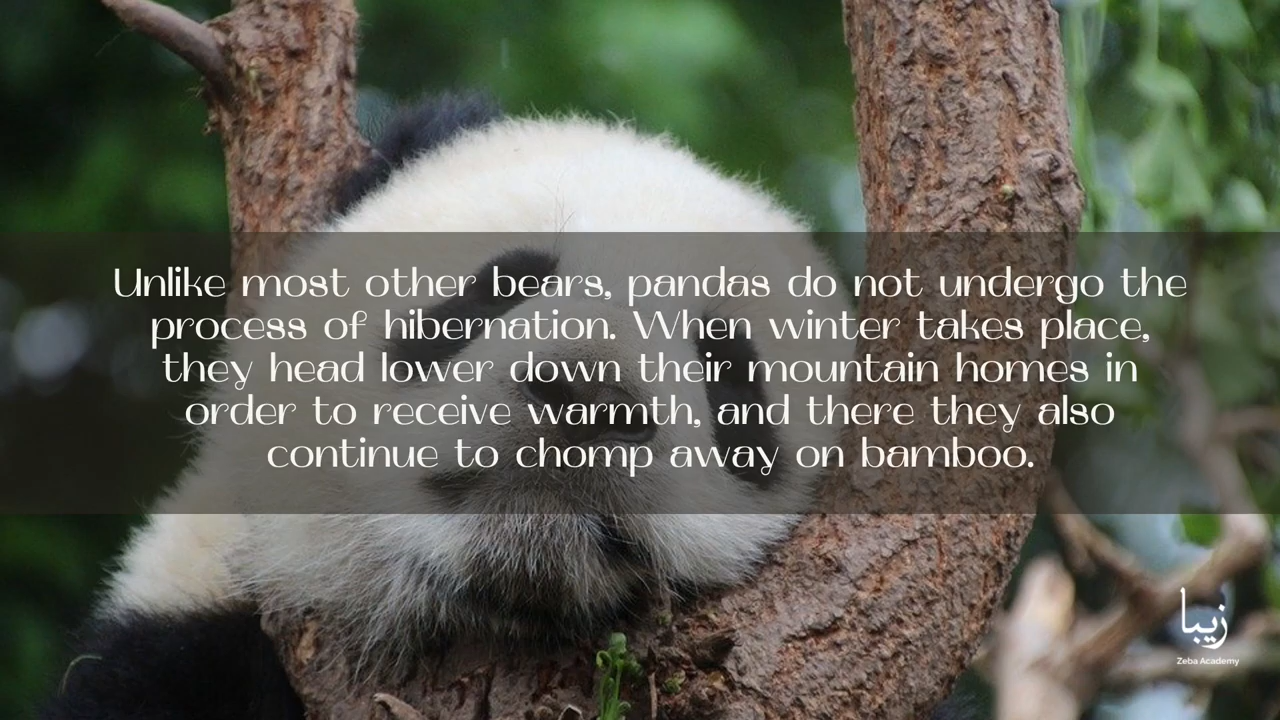 Unlike most other bears, pandas do not undergo the
process of hibernation. When winter takes place,
they head lower down their mountain homes in
order to receive warmth, and there they also
continue to chomp away on bamboo.
زيبا
Zeba Academy